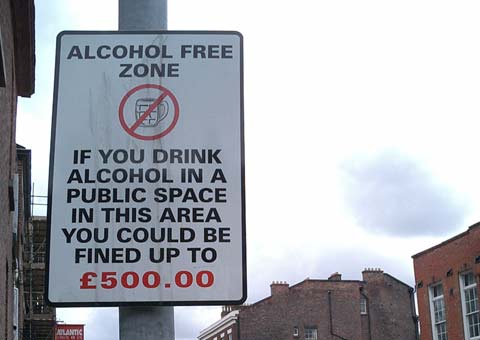 ALCOHOL FREE
ZONE
IF YOU DRINK
ALCOHOL IN A
PUBLIC SPACE
IN THIS AREA
YOU COULD BE
FINED UP TO
£500.00
ATLANTIC